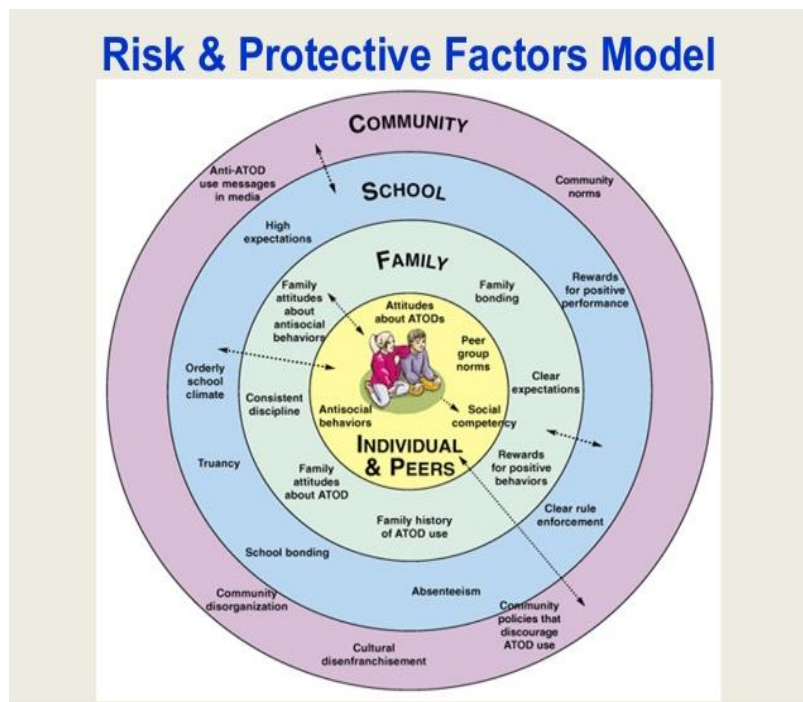 Risk & Protective Factors Model
COMMUNITY
Anti-ATOD
use messages
in media
Community
norms
SCHOOL
High
expectations
Rewards
for positive
performance
FAMILY
Family
attitudes
about
antisocial
behaviors
Family
bonding
Attitudes
about ATODs
Peer
group
norms
Orderly
school
climate
Consistent
discipline
Clear
expectations
Antisocial
behaviors
Social
competency
INDIVIDUAL
& PEERS
Truancy
Family
attitudes
about ATOD
Rewards
for positive
behaviors
Family history
of ATOD use
Clear rule
enforcement
School bonding
Absenteeism
Community
disorganization
Community
policies that
discourage
ATOD use
Cultural
disenfranchisement